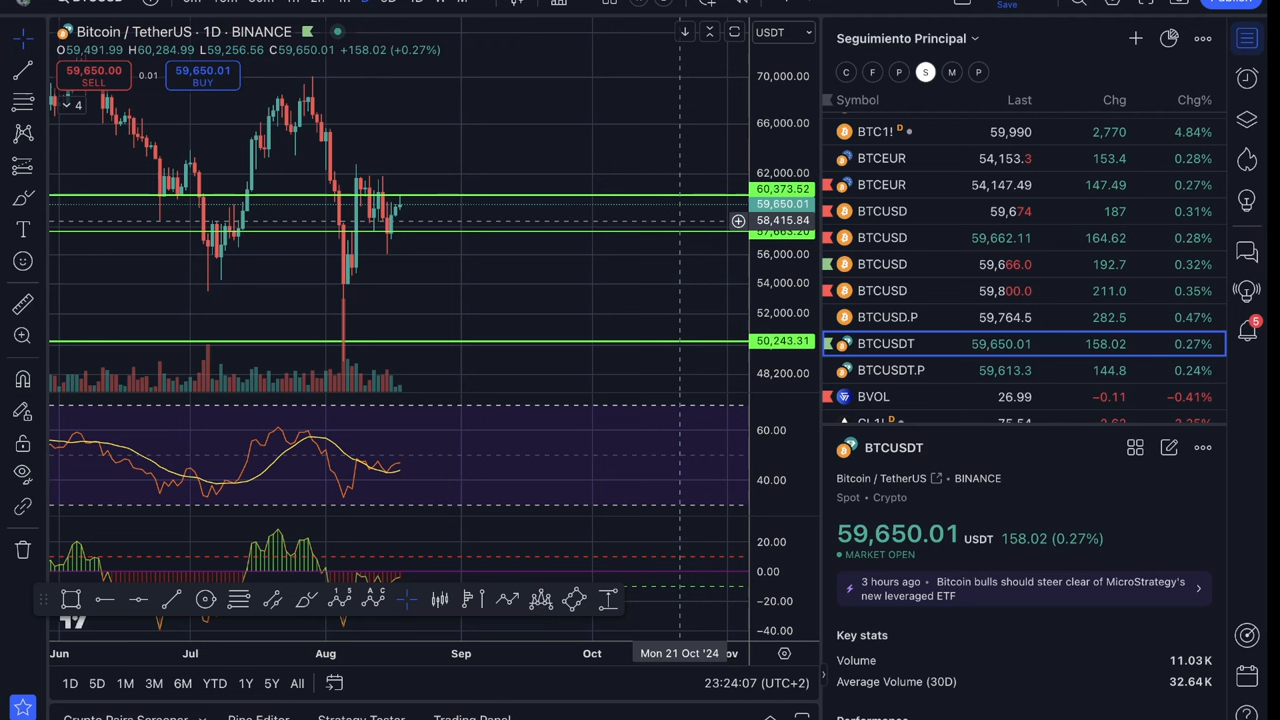 Save
Bitcoin / TetherUS · 1D · BINANCE
O59,491.99 H60,284.99 L59,256.56 C59,650.01 +158.02 (+0.27%)
59,650.00 SELL
0.01
59,650.01 BUY
4
USDT
70,000.00
66,000.00
62,000.00
60,373.52
59,650.01
58,415.84
56,000.00
54,000.00
52,000.00
50,243.31
48,200.00
60.00
40.00
20.00
0.00
−20.00
−40.00
Jun Jul Aug Sep Oct Mon 21 Oct '24 ov
1D 5D 1M 3M 6M YTD 1Y 5Y All
23:24:07 (UTC+2)
Crypto Pairs Screener Pine Editor Strategy Tester Trading Panel
Seguimiento Principal
C F P S M P
Symbol Last Chg Chg%
BTC1! D 59,990 2,770 4.84%
BTCEUR 54,153.3 153.4 0.28%
BTCEUR 54,147.49 147.49 0.27%
BTCUSD 59,674 187 0.31%
BTCUSD 59,662.11 164.62 0.28%
BTCUSD 59,666.0 192.7 0.32%
BTCUSD 59,800.0 211.0 0.35%
BTCUSD.P 59,764.5 282.5 0.47%
BTCUSDT 59,650.01 158.02 0.27%
BTCUSDT.P 59,613.3 144.8 0.24%
BVOL 26.99 −0.11 −0.41%
BTCUSDT
Bitcoin / TetherUS • BINANCE
Spot • Crypto
59,650.01 USDT 158.02 (0.27%)
MARKET OPEN
3 hours ago • Bitcoin bulls should steer clear of MicroStrategy's
new leveraged ETF
Key stats
Volume 11.03K
Average Volume (30D) 32.64K
5